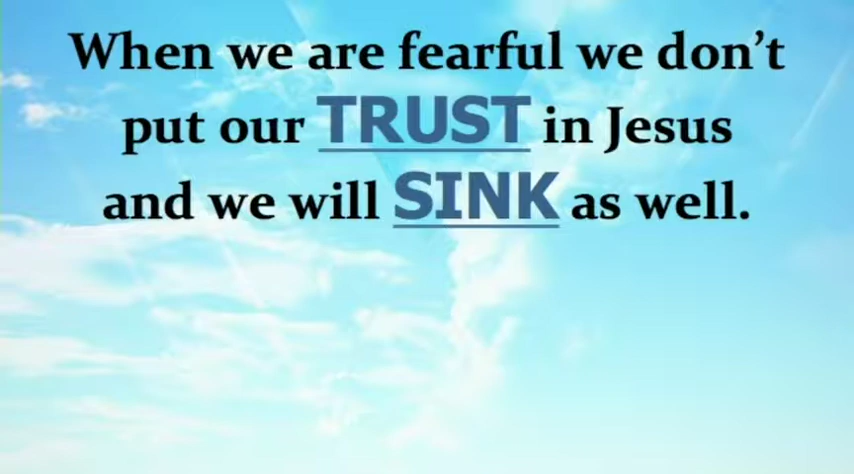 When we are fearful we don’t
put our TRUST in Jesus
and we will SINK as well.